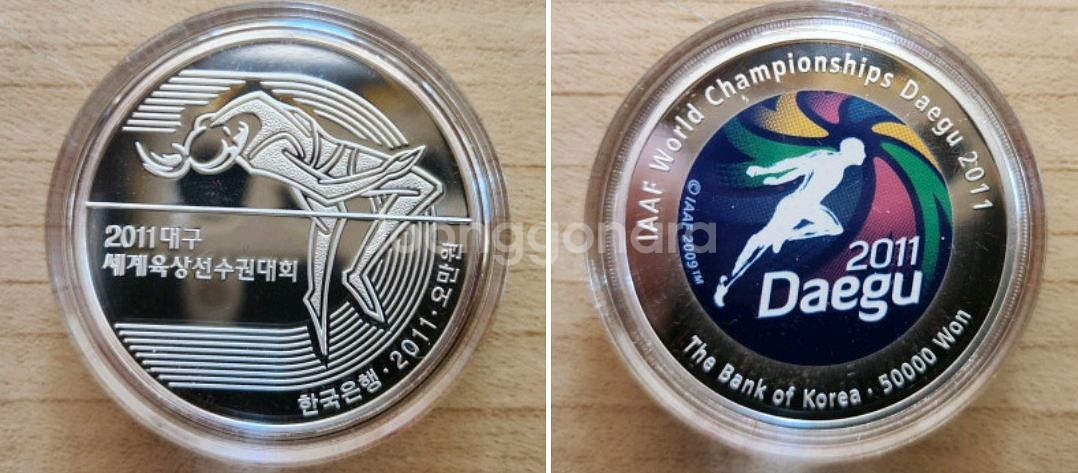 2011 대구
세계육상선수권대회
한국은행 · 2011 · 오만원
IAAF World Championships Daegu 2011
© IAAF 2009 TM
2011
Daegu
The Bank of Korea · 50000 Won
Jonggonara